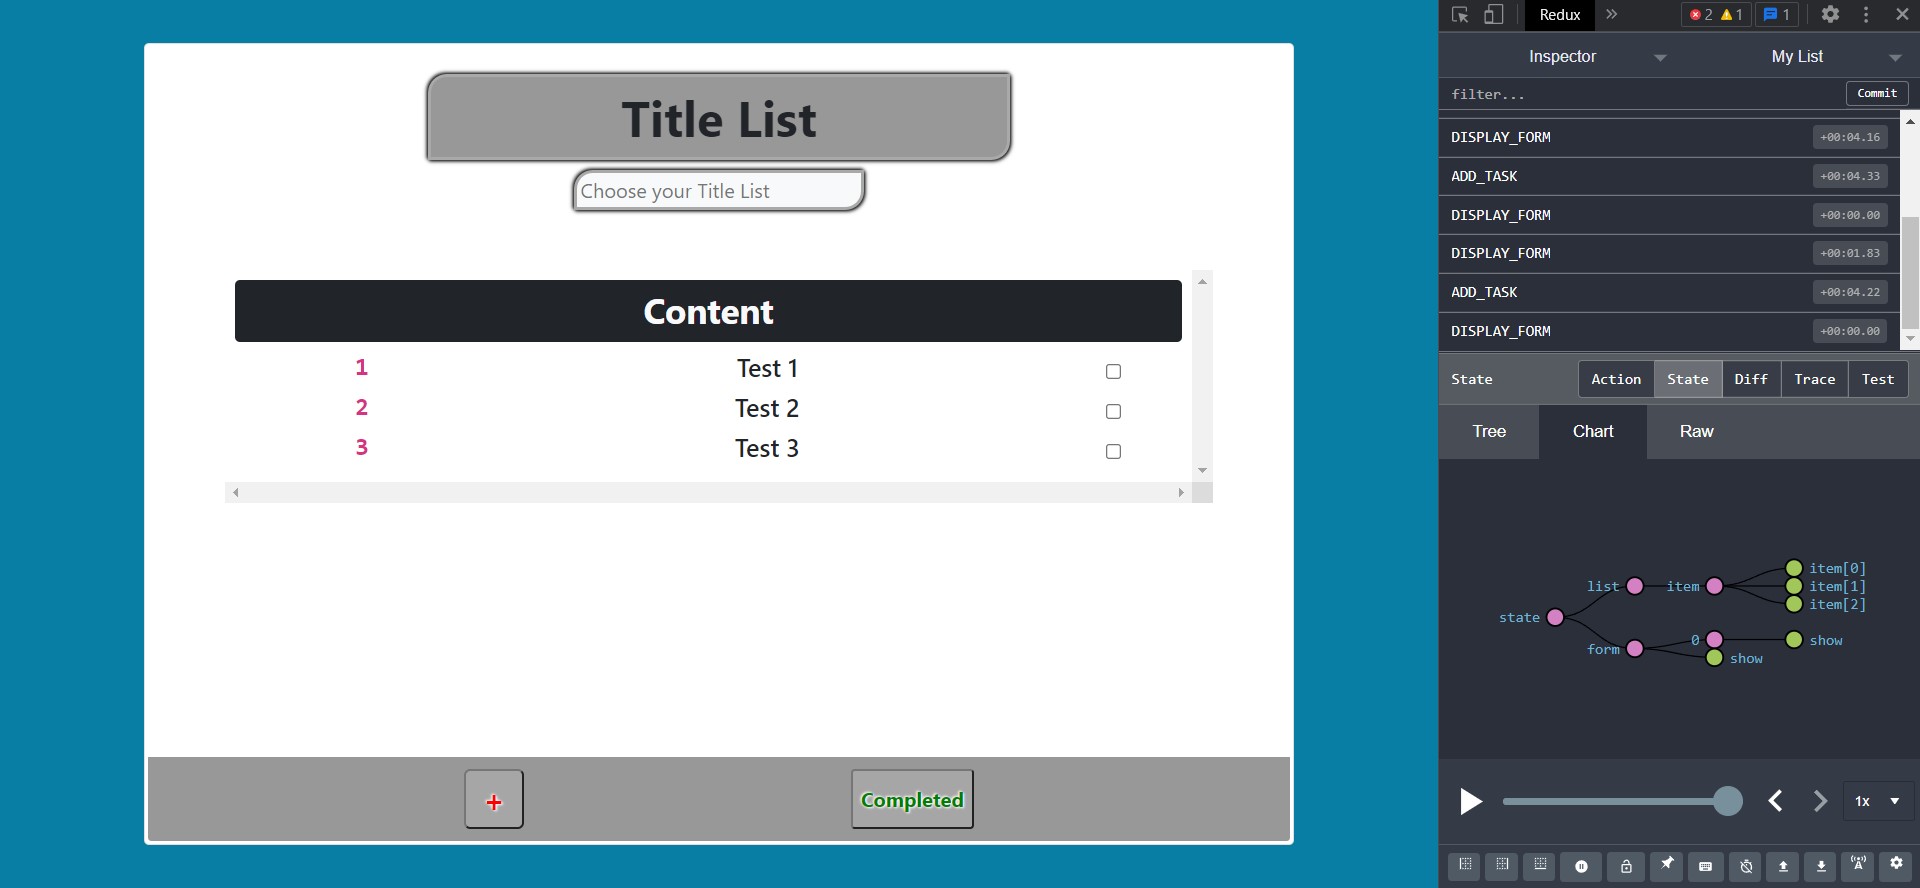 Title List
Choose your Title List
Content
1 Test 1
2 Test 2
3 Test 3
+
Completed
Redux
2 1 1
Inspector My List
filter... Commit
DISPLAY_FORM +00:04.16
ADD_TASK +00:04.33
DISPLAY_FORM +00:00.00
DISPLAY_FORM +00:01.83
ADD_TASK +00:04.22
DISPLAY_FORM +00:00.00
State Action State Diff Trace Test
Tree Chart Raw
item[0]
list item item[1]
item[2]
state
0 show
form
show
1x